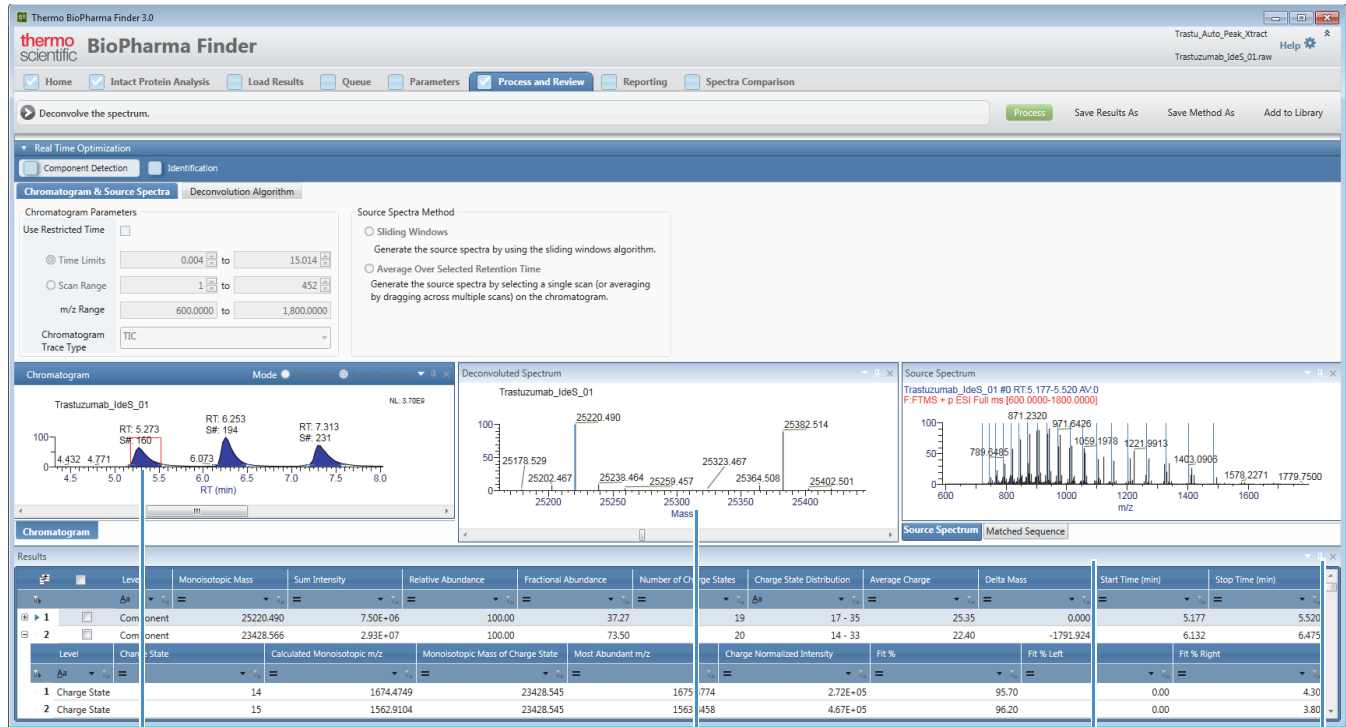 Thermo BioPharma Finder 3.0
thermo scientific BioPharma Finder
Trastu_Auto_Peak_Xtract
Trastuzumab_IdeS_01.raw
Help
Home Intact Protein Analysis Load Results Queue Parameters Process and Review Reporting Spectra Comparison
Deconvolve the spectrum. Process Save Results As Save Method As Add to Library
Real Time Optimization
Component Detection Identification
Chromatogram & Source Spectra Deconvolution Algorithm
Chromatogram Parameters
Use Restricted Time
Time Limits 0.004 to 15.014
Scan Range 1 to 452
m/z Range 600.0000 to 1,800.0000
Chromatogram Trace Type TIC
Source Spectra Method
Sliding Windows
Generate the source spectra by using the sliding windows algorithm.
Average Over Selected Retention Time
Generate the source spectra by selecting a single scan (or averaging
by dragging across multiple scans) on the chromatogram.
Chromatogram Mode
Trastuzumab_IdeS_01 NL: 3.70E9
RT: 5.273 S#: 160
RT: 6.253 S#: 194
RT: 7.313 S#: 231
4.432 4.771 6.073
100
0
4.5 5.0 5.5 6.0 6.5 7.0 7.5 8.0
RT (min)
Chromatogram
Deconvoluted Spectrum
Trastuzumab_IdeS_01
25220.490 25382.514
25178.529 25202.467 25238.464 25259.457 25323.467 25364.508 25402.501
100
50
0
25200 25250 25300 25350 25400
Mass
Source Spectrum
Trastuzumab_IdeS_01 #0 RT:5.177-5.520 AV:0
F:FTMS + p ESI Full ms [600.0000-1800.0000]
871.2320 971.6426 1059.1978 1221.9913
789.6485 1403.0906 1578.2271 1779.7500
100
50
0
600 800 1000 1200 1400 1600
m/z
Source Spectrum Matched Sequence
Results
Level Monoisotopic Mass Sum Intensity Relative Abundance Fractional Abundance Number of Charge States Charge State Distribution Average Charge Delta Mass Start Time (min) Stop Time (min)
Aa = = = = = Aa = = = =
1 Component 25220.490 7.50E+06 100.00 37.27 19 17 - 35 25.35 0.000 5.177 5.520
2 Component 23428.566 2.93E+07 100.00 73.50 20 14 - 33 22.40 -1791.924 6.132 6.475
Level Charge State Calculated Monoisotopic m/z Monoisotopic Mass of Charge State Most Abundant m/z Charge Normalized Intensity Fit % Fit % Left Fit % Right
Aa = = = = = = = =
1 Charge State 14 1674.4749 23428.545 2.72E+05 95.70 0.00 4.30
2 Charge State 15 1562.9104 23428.545 4.67E+05 96.20 0.00 3.80